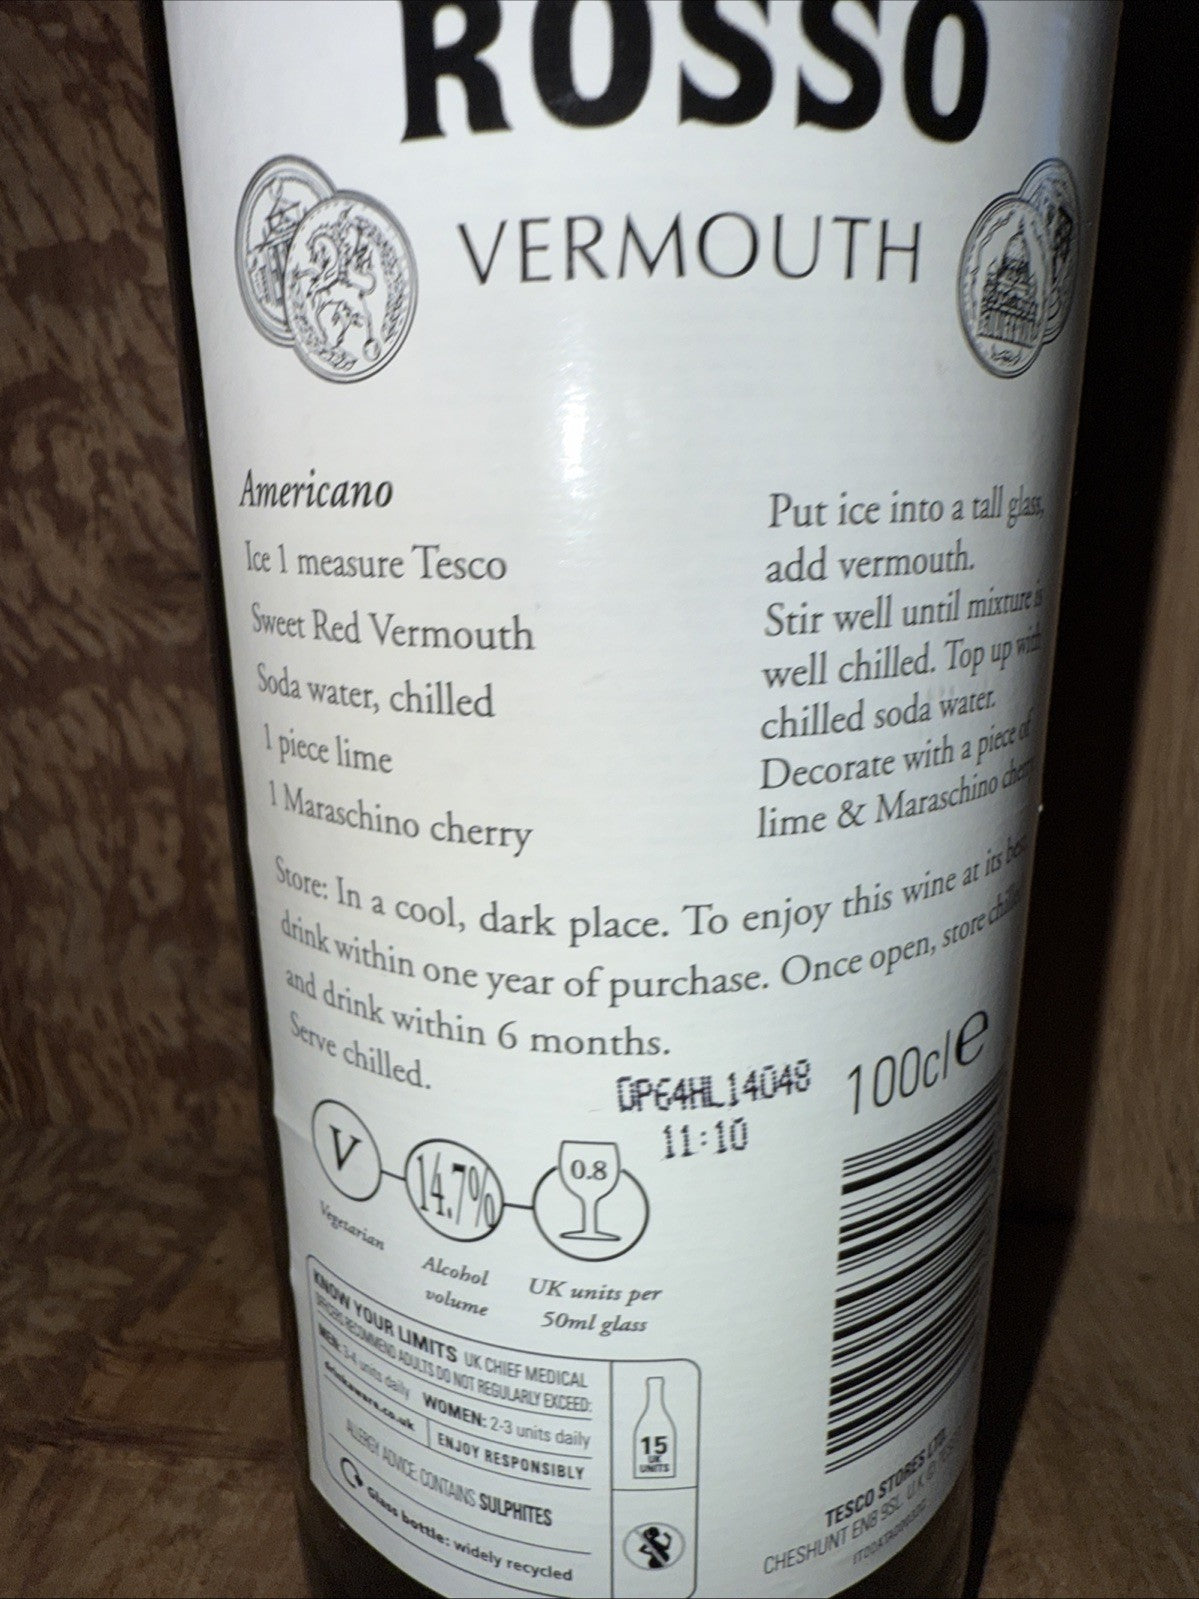 ROSSO
VERMOUTH
Americano
Ice 1 measure Tesco
Sweet Red Vermouth
Soda water, chilled
1 piece lime
1 Maraschino cherry
Put ice into a tall glass,
add vermouth.
Stir well until mixture is
well chilled. Top up with
chilled soda water.
Decorate with a piece of
lime & Maraschino cherry
Store: In a cool, dark place. To enjoy this wine at its best
drink within one year of purchase. Once open, store chilled
and drink within 6 months.
Serve chilled.
DP64HL14048
11:10
100cl e
V
14.7%
0.8
Vegetarian
Alcohol
volume
UK units per
50ml glass
KNOW YOUR LIMITS UK CHIEF MEDICAL
OFFICERS RECOMMEND ADULTS DO NOT REGULARLY EXCEED:
MEN: 3-4 units daily WOMEN: 2-3 units daily
drinkaware.co.uk ENJOY RESPONSIBLY
ALLERGY ADVICE: CONTAINS SULPHITES
Glass bottle: widely recycled
15
UK
UNITS
TESCO STORES LTD.
CHESHUNT EN8 9SL. U.K.